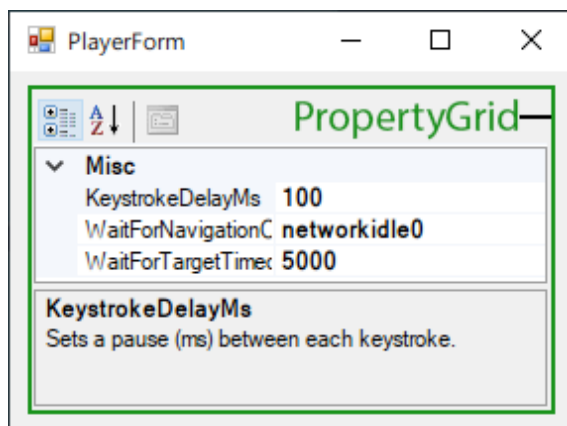 PlayerForm
PropertyGrid
Misc
KeystrokeDelayMs 100
WaitForNavigationC networkidle0
WaitForTargetTimec 5000
KeystrokeDelayMs
Sets a pause (ms) between each keystroke.